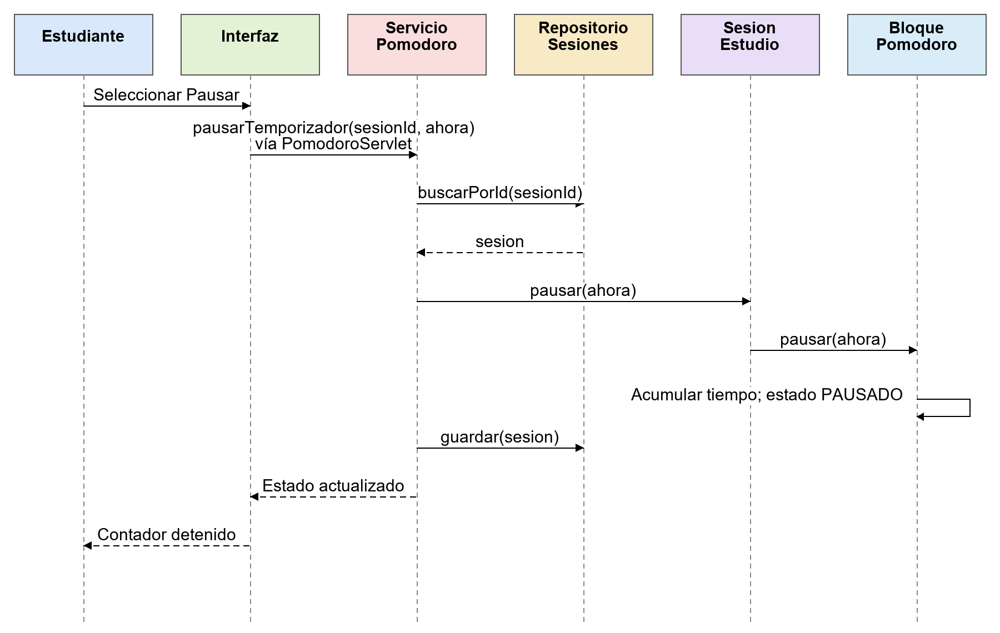 Estudiante
Interfaz
Servicio
Pomodoro
Repositorio
Sesiones
Sesion
Estudio
Bloque
Pomodoro
Seleccionar Pausar
pausarTemporizador(sesionId, ahora)
vía PomodoroServlet
buscarPorId(sesionId)
sesion
pausar(ahora)
pausar(ahora)
Acumular tiempo; estado PAUSADO
guardar(sesion)
Estado actualizado
Contador detenido